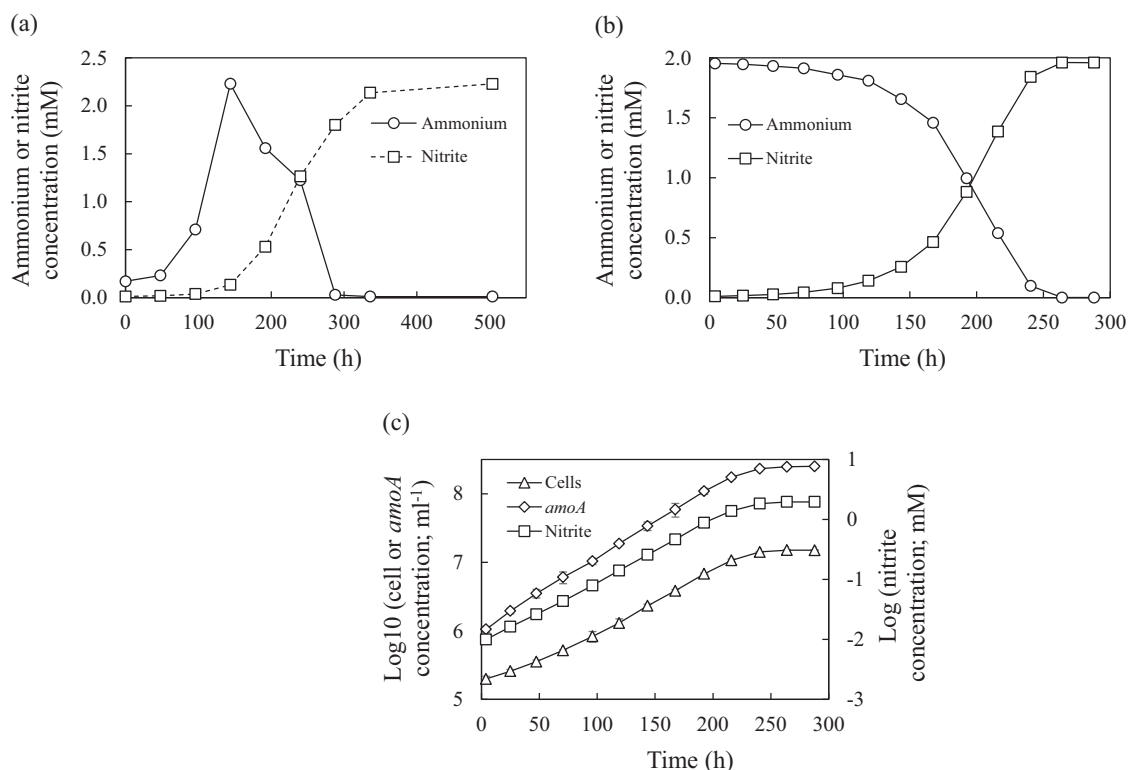 (a)
Ammonium or nitrite
concentration (mM)
2.5
2.0
1.5
1.0
0.5
0.0
Ammonium
Nitrite
0 100 200 300 400 500
Time (h)
(b)
Ammonium or nitrite
concentration (mM)
2.0
1.5
1.0
0.5
0.0
Ammonium
Nitrite
0 50 100 150 200 250 300
Time (h)
(c)
Log10 (cell or amoA
concentration; ml-1)
8
7
6
5
Cells
amoA
Nitrite
1
0
-1
-2
-3
Log (nitrite
concentration; mM)
0 50 100 150 200 250 300
Time (h)